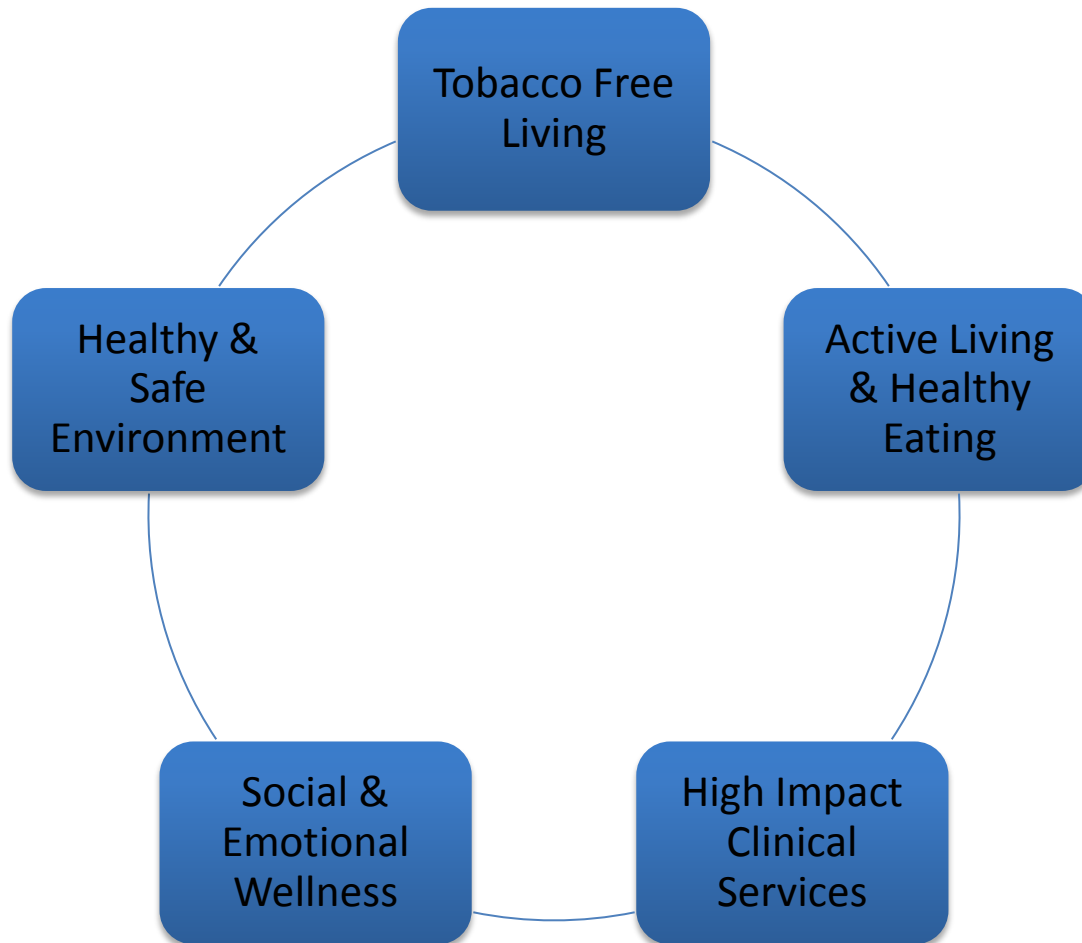 Tobacco Free
Living
Active Living
& Healthy
Eating
High Impact
Clinical
Services
Social &
Emotional
Wellness
Healthy &
Safe
Environment